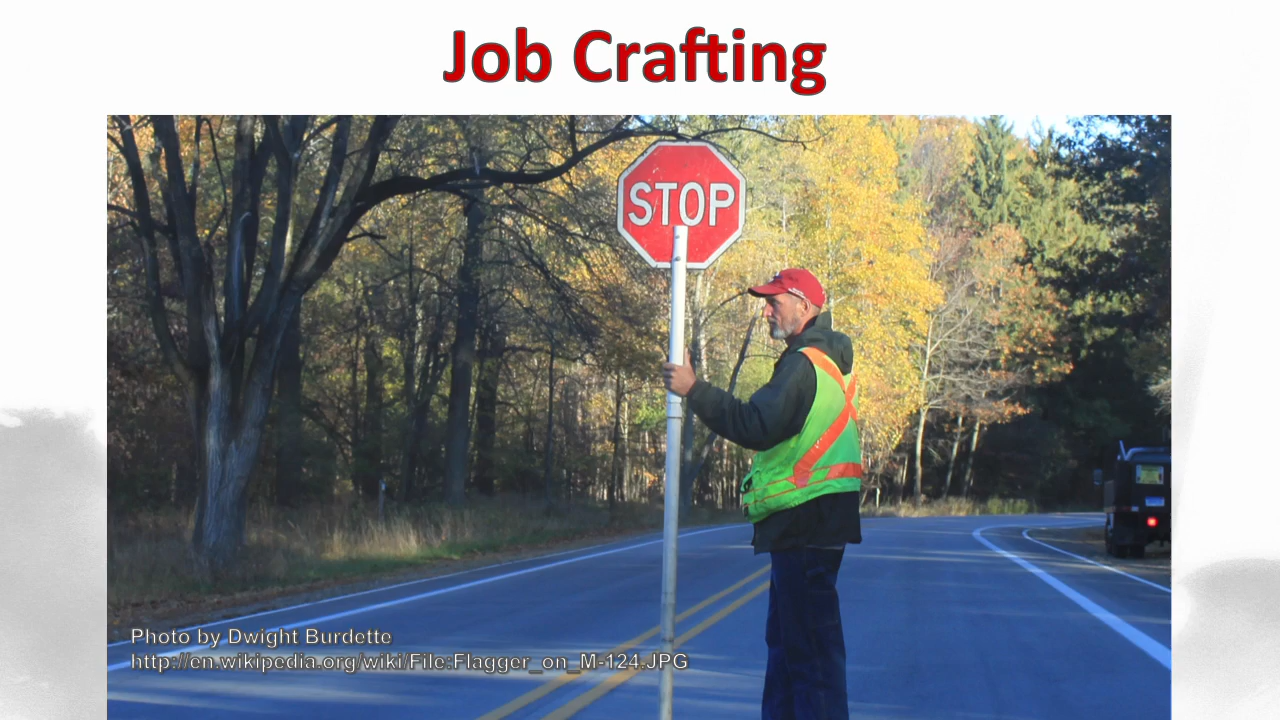 Job Crafting
STOP
Photo by Dwight Burdette
http://en.wikipedia.org/wiki/File:Flagger_on_M-124.JPG